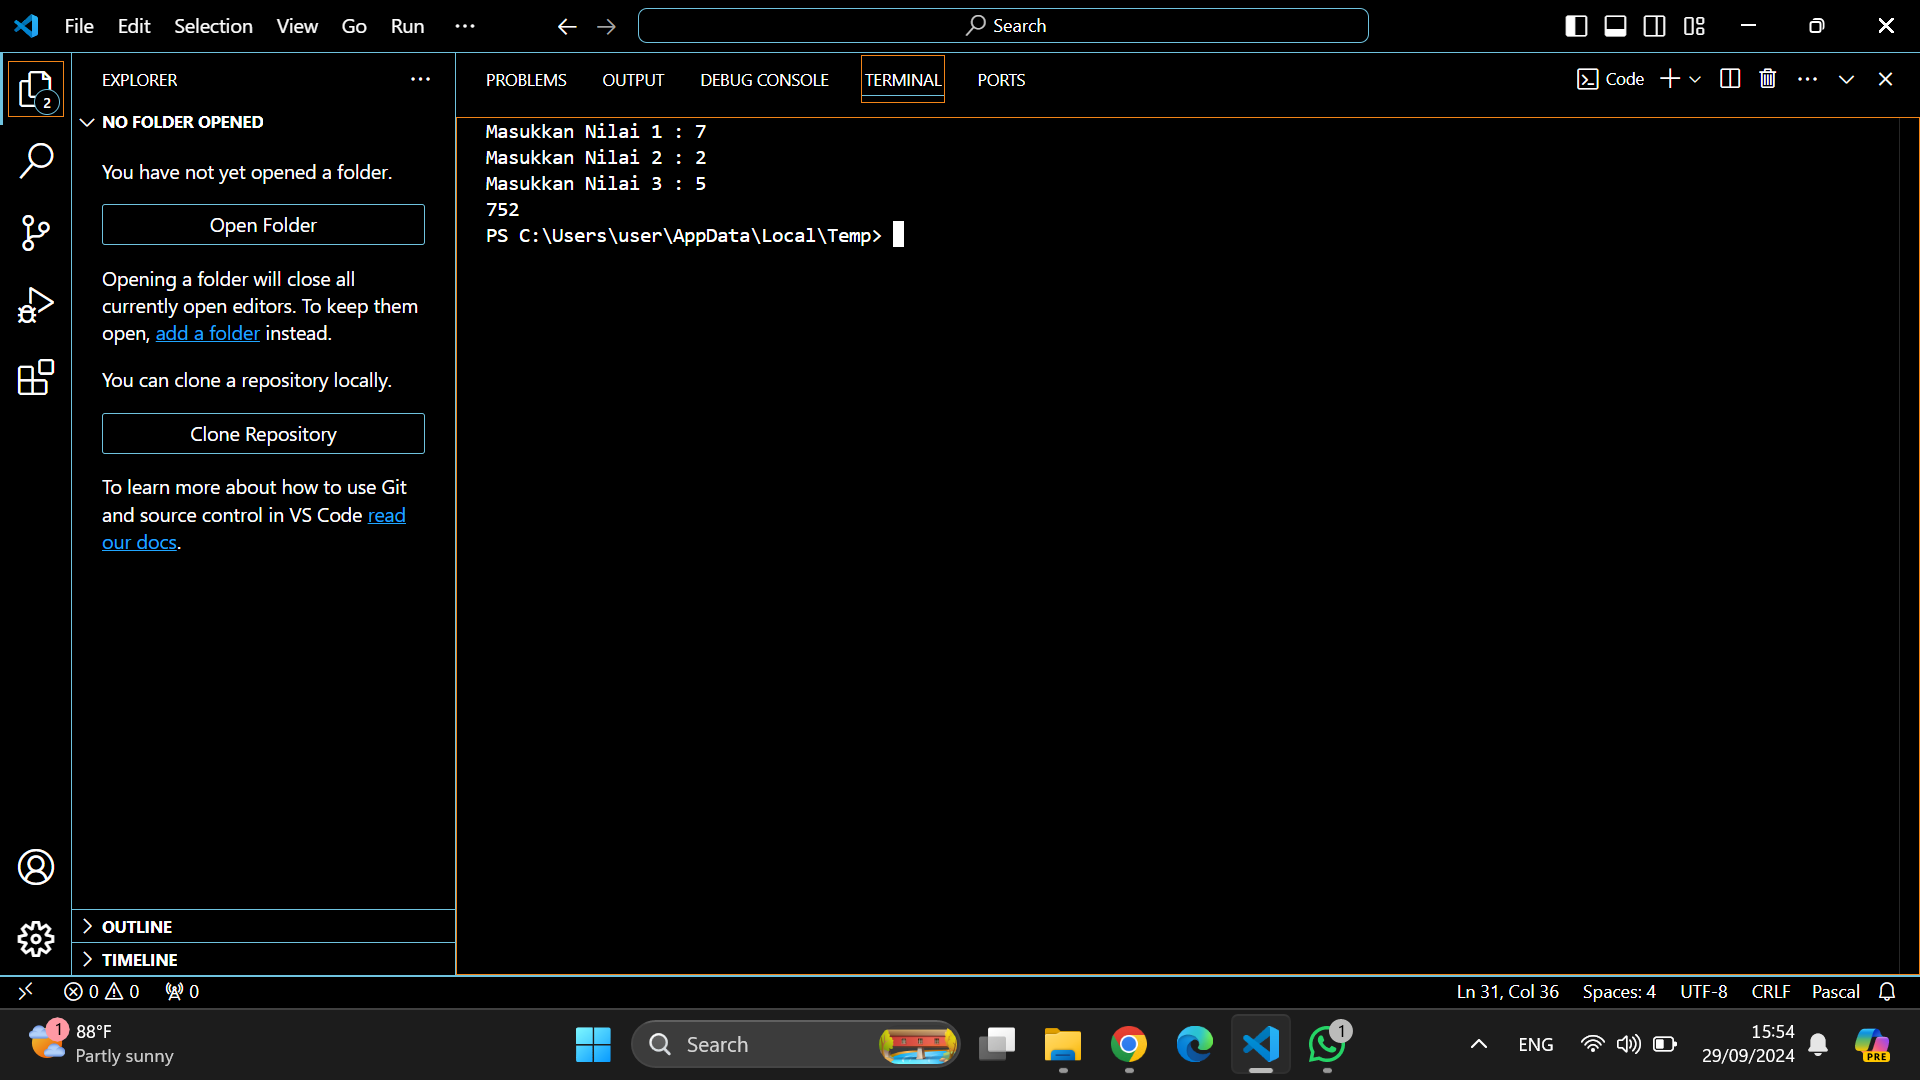 File Edit Selection View Go Run ···
Search
EXPLORER ···
2
NO FOLDER OPENED
You have not yet opened a folder.
Open Folder
Opening a folder will close all
currently open editors. To keep them
open, add a folder instead.
You can clone a repository locally.
Clone Repository
To learn more about how to use Git
and source control in VS Code read
our docs.
OUTLINE
TIMELINE
PROBLEMS OUTPUT DEBUG CONSOLE TERMINAL PORTS
Code
Masukkan Nilai 1 : 7
Masukkan Nilai 2 : 2
Masukkan Nilai 3 : 5
752
PS C:\Users\user\AppData\Local\Temp>
0 0 0
Ln 31, Col 36 Spaces: 4 UTF-8 CRLF Pascal
1
88°F
Partly sunny
Search
1
ENG
15:54
29/09/2024
PRE